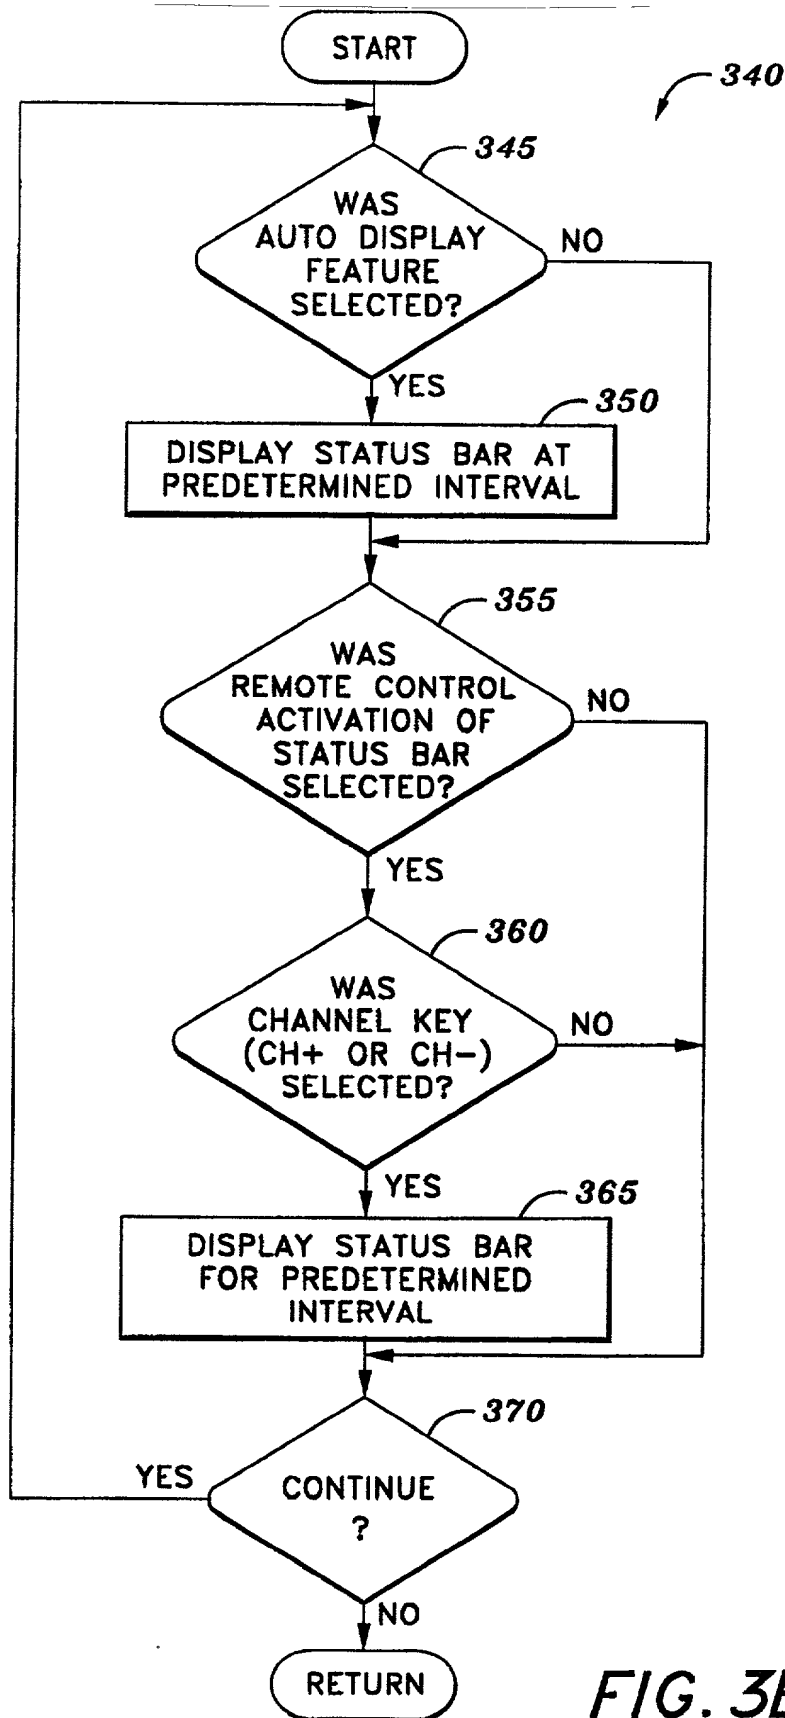 START
340
345
WAS
AUTO DISPLAY
FEATURE
SELECTED?
NO
YES
350
DISPLAY STATUS BAR AT
PREDETERMINED INTERVAL
355
WAS
REMOTE CONTROL
ACTIVATION OF
STATUS BAR
SELECTED?
NO
YES
360
WAS
CHANNEL KEY
(CH+ OR CH-)
SELECTED?
NO
YES
365
DISPLAY STATUS BAR
FOR PREDETERMINED
INTERVAL
370
YES
CONTINUE
?
NO
RETURN
FIG. 3B